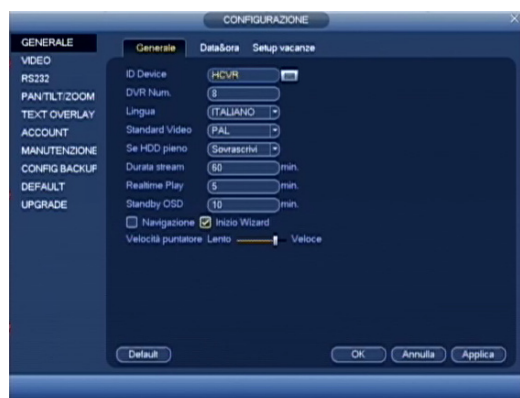 CONFIGURAZIONE
GENERALE
VIDEO
RS232
PAN/TILT/ZOOM
TEXT OVERLAY
ACCOUNT
MANUTENZIONE
CONFIG BACKUF
DEFAULT
UPGRADE
Generale Data&ora Setup vacanze
ID Device HCVR
DVR Num. 8
Lingua ITALIANO
Standard Video PAL
Se HDD pieno Sovrascrivi
Durata stream 60 min.
Realtime Play 5 min.
Standby OSD 10 min.
Navigazione Inizio Wizard
Velocità puntatore Lento Veloce
Default OK Annulla Applica